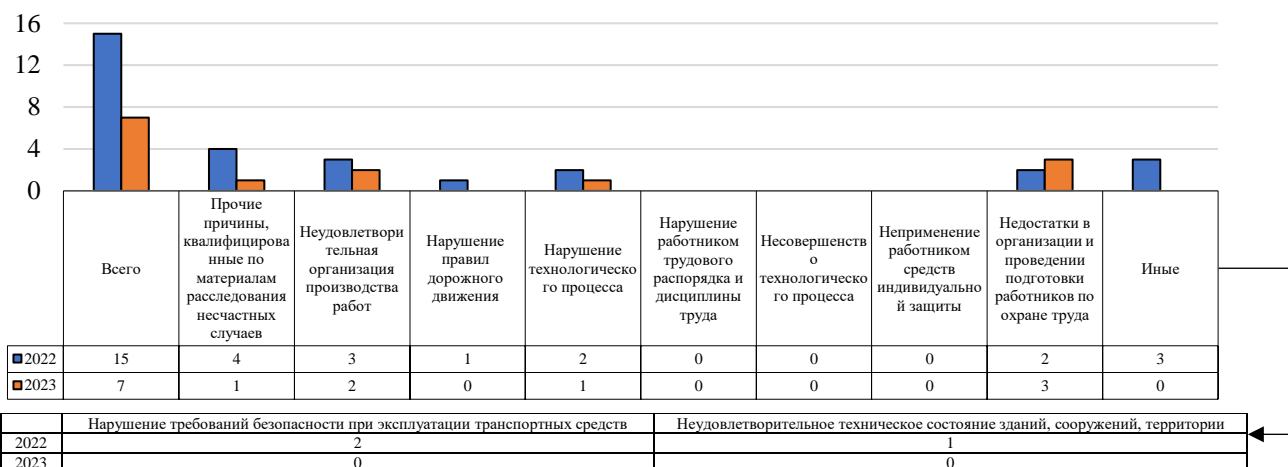 16
12
8
4
0
Всего
Прочие
причины,
квалифицирова
нные по
материалам
расследования
несчастных
случаев
Неудовлетвори
тельная
организация
производства
работ
Нарушение
правил
дорожного
движения
Нарушение
технологическо
го процесса
Нарушение
работником
трудового
распорядка и
дисциплины
труда
Несовершенств
о
технологическо
го процесса
Неприменение
работником
средств
индивидуально
й защиты
Недостатки в
организации и
проведении
подготовки
работников по
охране труда
Иные
2022 15 4 3 1 2 0 0 0 2 3
2023 7 1 2 0 1 0 0 0 3 0
Нарушение требований безопасности при эксплуатации транспортных средств Неудовлетворительное техническое состояние зданий, сооружений, территории
2022 2 1
2023 0 0